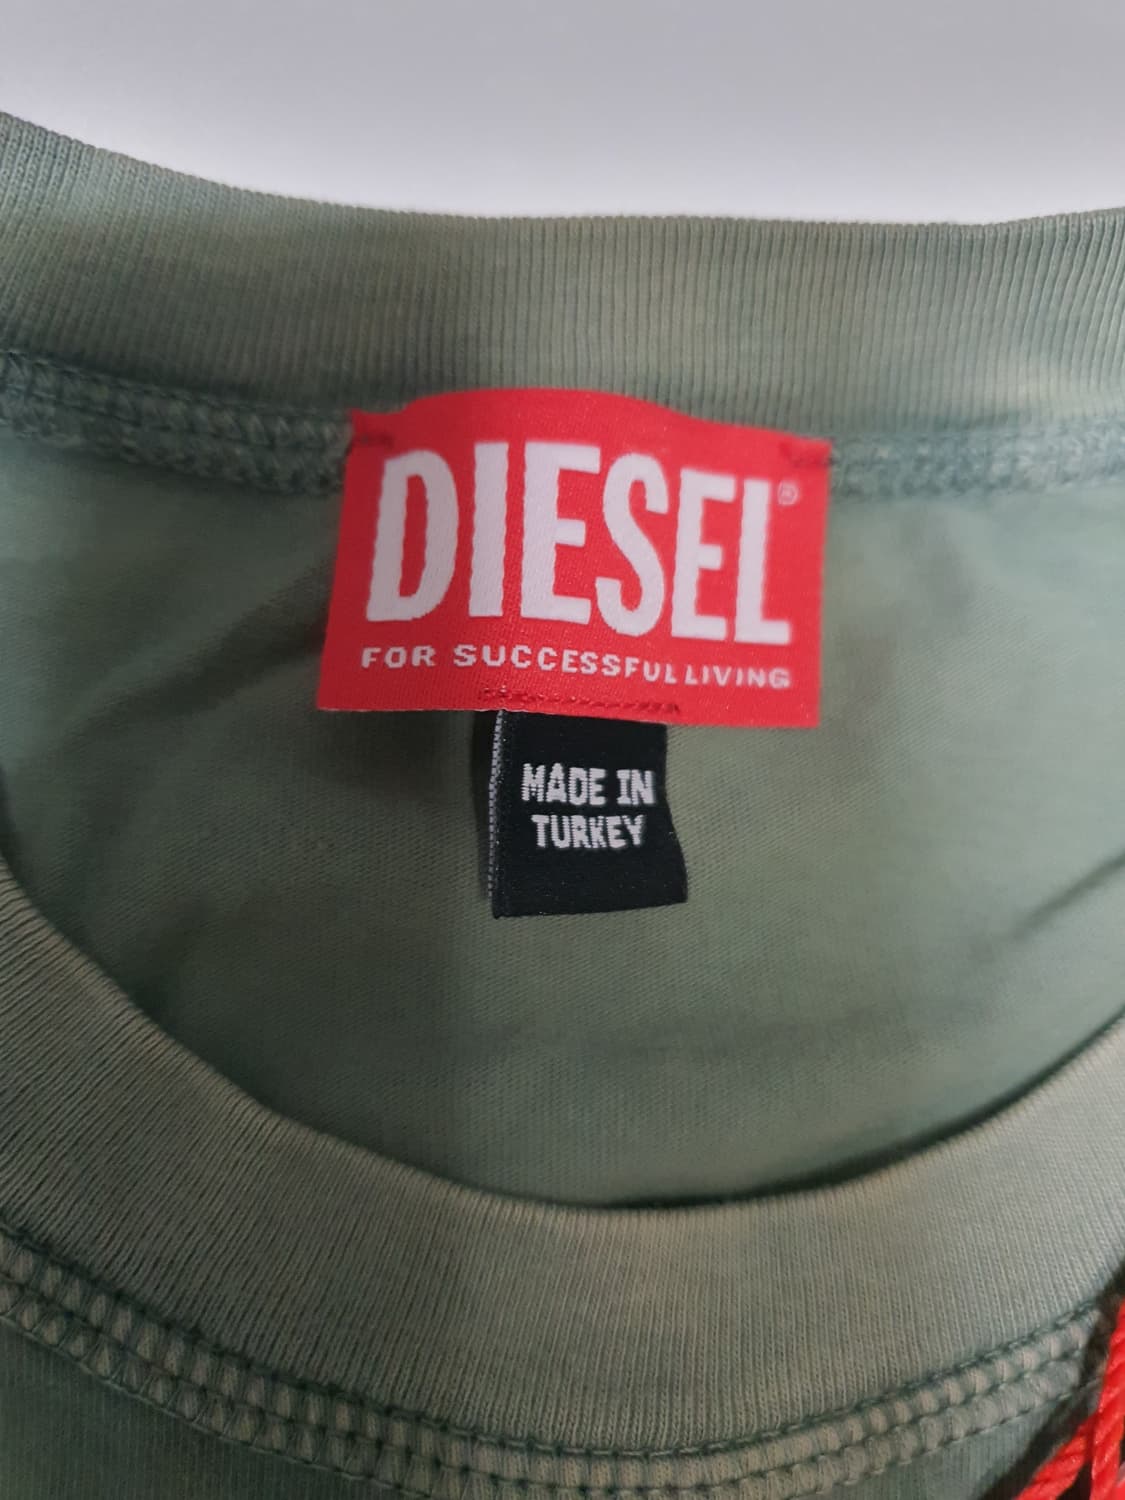 DIESEL®
FOR SUCCESSFUL LIVING
MADE IN
TURKEY